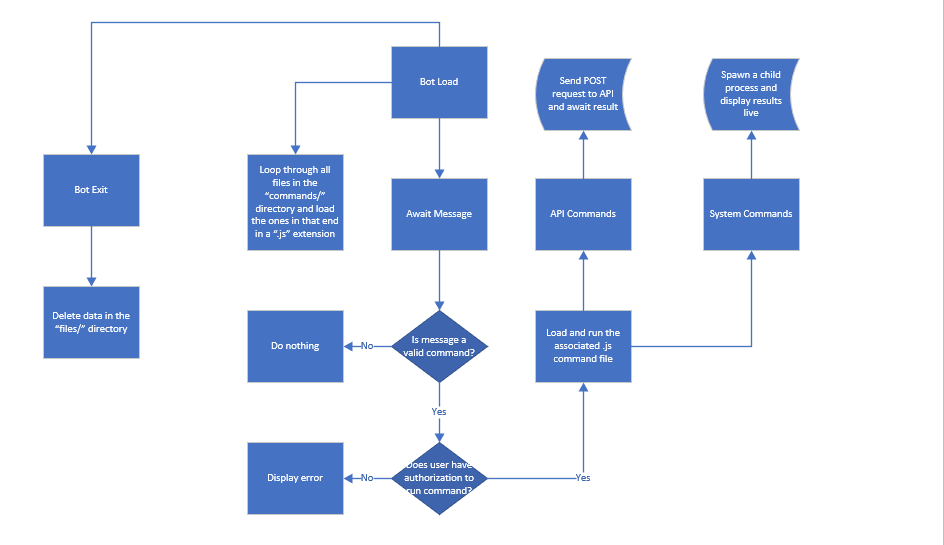 Bot Load
Send POST
request to API
and await result
Spawn a child
process and
display results
live
Bot Exit
Loop through all
files in the
"commands/"
directory and load
the ones in that end
in a ".js" extension
Await Message
API Commands
System Commands
Delete data in the
"files/" directory
Do nothing
No
Is message a
valid command?
Load and run the
associated .js
command file
Yes
Display error
No
Does user have
authorization to
run command?
Yes